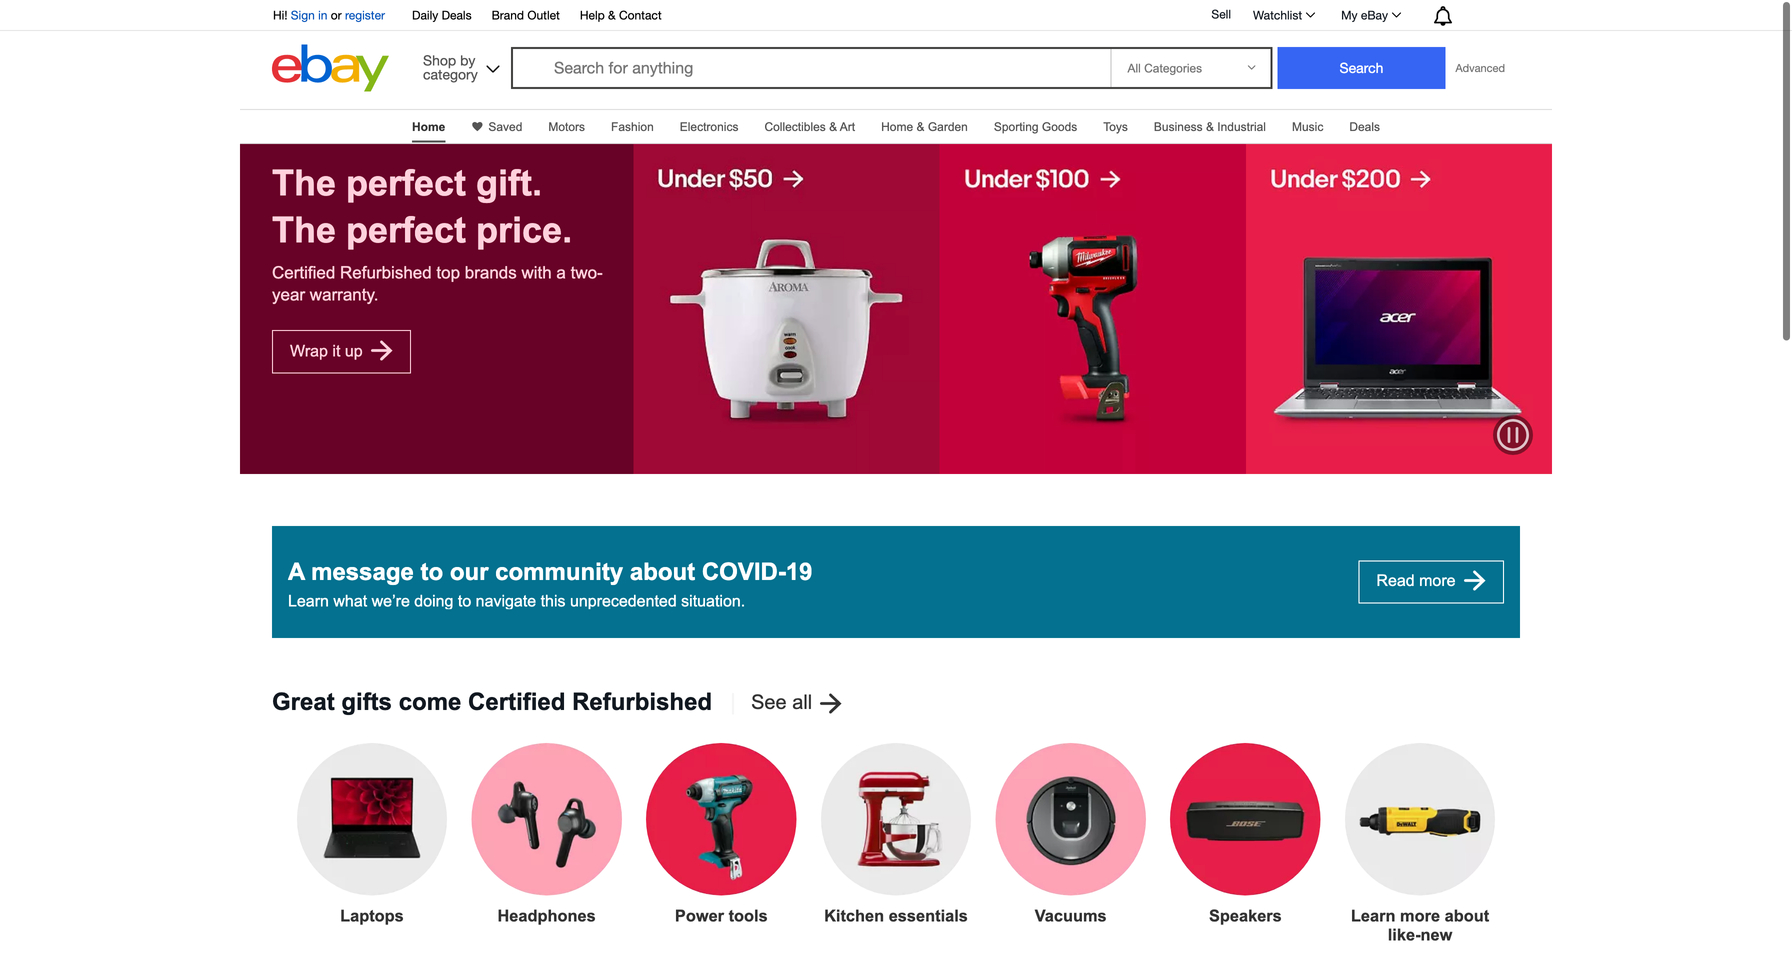 Hi! Sign in or register
Daily Deals
Brand Outlet
Help & Contact
Sell
Watchlist
My eBay
ebay
Shop by
category
Search for anything
All Categories
Search
Advanced
Home
Saved
Motors
Fashion
Electronics
Collectibles & Art
Home & Garden
Sporting Goods
Toys
Business & Industrial
Music
Deals
The perfect gift.
The perfect price.
Certified Refurbished top brands with a two-
year warranty.
Wrap it up
Under $50
AROMA
warm
cook
Under $100
Milwaukee
Under $200
acer
acer
A message to our community about COVID-19
Learn what we're doing to navigate this unprecedented situation.
Read more
Great gifts come Certified Refurbished
See all
makita
BOSE
DEWALT
Laptops
Headphones
Power tools
Kitchen essentials
Vacuums
Speakers
Learn more about
like-new